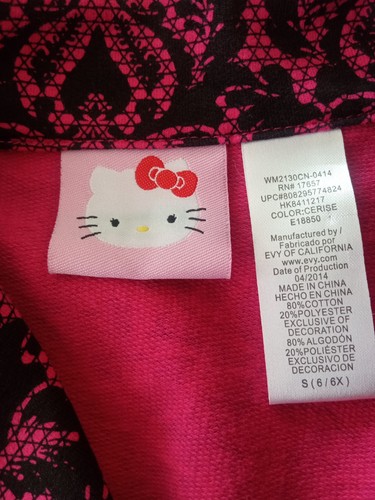 WM2130CN-0414
RN# 17657
UPC#808295774824
HK8411217
COLOR:CERISE
E18850
Manufactured by /
Fabricado por
EVY OF CALIFORNIA
www.evy.com
Date of Production
04/2014
MADE IN CHINA
HECHO EN CHINA
80%COTTON
20%POLYESTER
EXCLUSIVE OF
DECORATION
80% ALGODÓN
20%POLIÉSTER
EXCLUSIVO DE
DECORACION
S ( 6 / 6X )